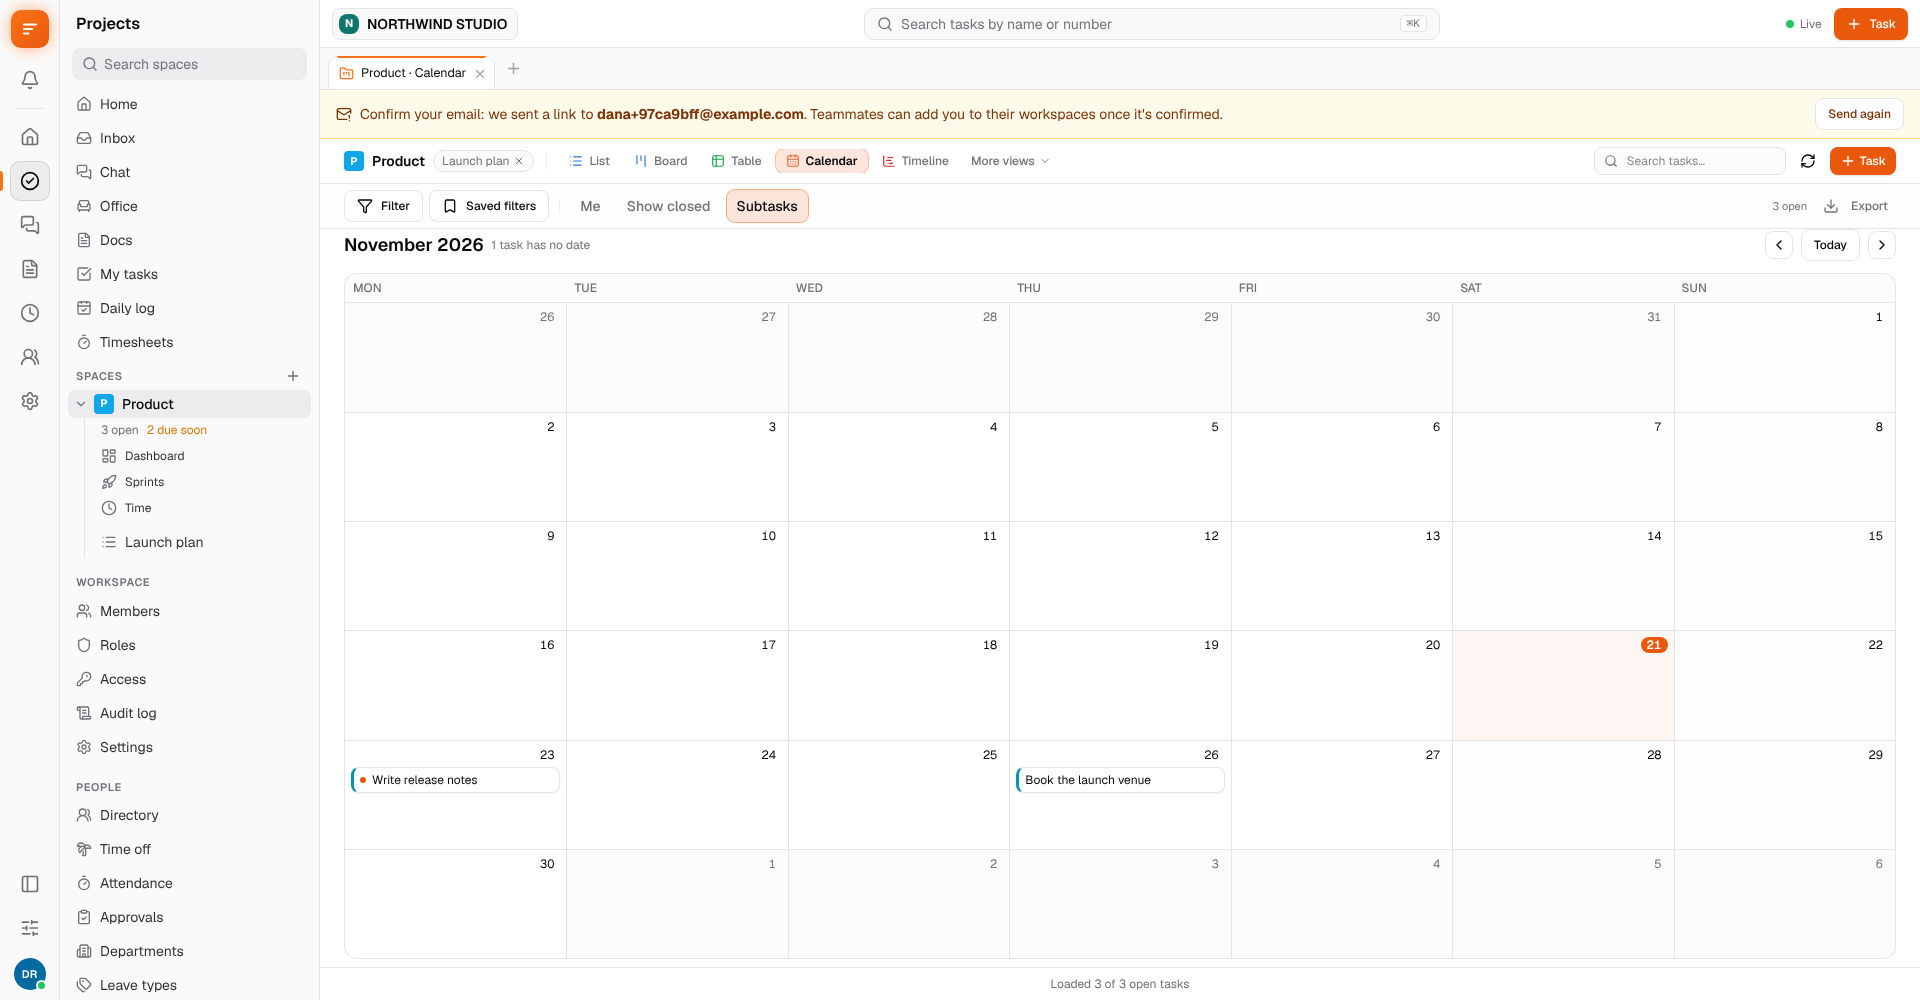 Projects
Search spaces
Home
Inbox
Chat
Office
Docs
My tasks
Daily log
Timesheets
SPACES
P Product
3 open 2 due soon
Dashboard
Sprints
Time
Launch plan
WORKSPACE
Members
Roles
Access
Audit log
Settings
PEOPLE
Directory
Time off
Attendance
Approvals
Departments
Leave types
DR
N NORTHWIND STUDIO
Search tasks by name or number ⌘K
Live
+ Task
Product · Calendar
Confirm your email: we sent a link to dana+97ca9bff@example.com. Teammates can add you to their workspaces once it's confirmed.
Send again
P Product Launch plan
List Board Table Calendar Timeline More views
Search tasks…
+ Task
Filter Saved filters Me Show closed Subtasks
3 open Export
November 2026 1 task has no date
Today
MON TUE WED THU FRI SAT SUN
26 27 28 29 30 31 1
2 3 4 5 6 7 8
9 10 11 12 13 14 15
16 17 18 19 20 21 22
23 24 25 26 27 28 29
Write release notes Book the launch venue
30 1 2 3 4 5 6
Loaded 3 of 3 open tasks